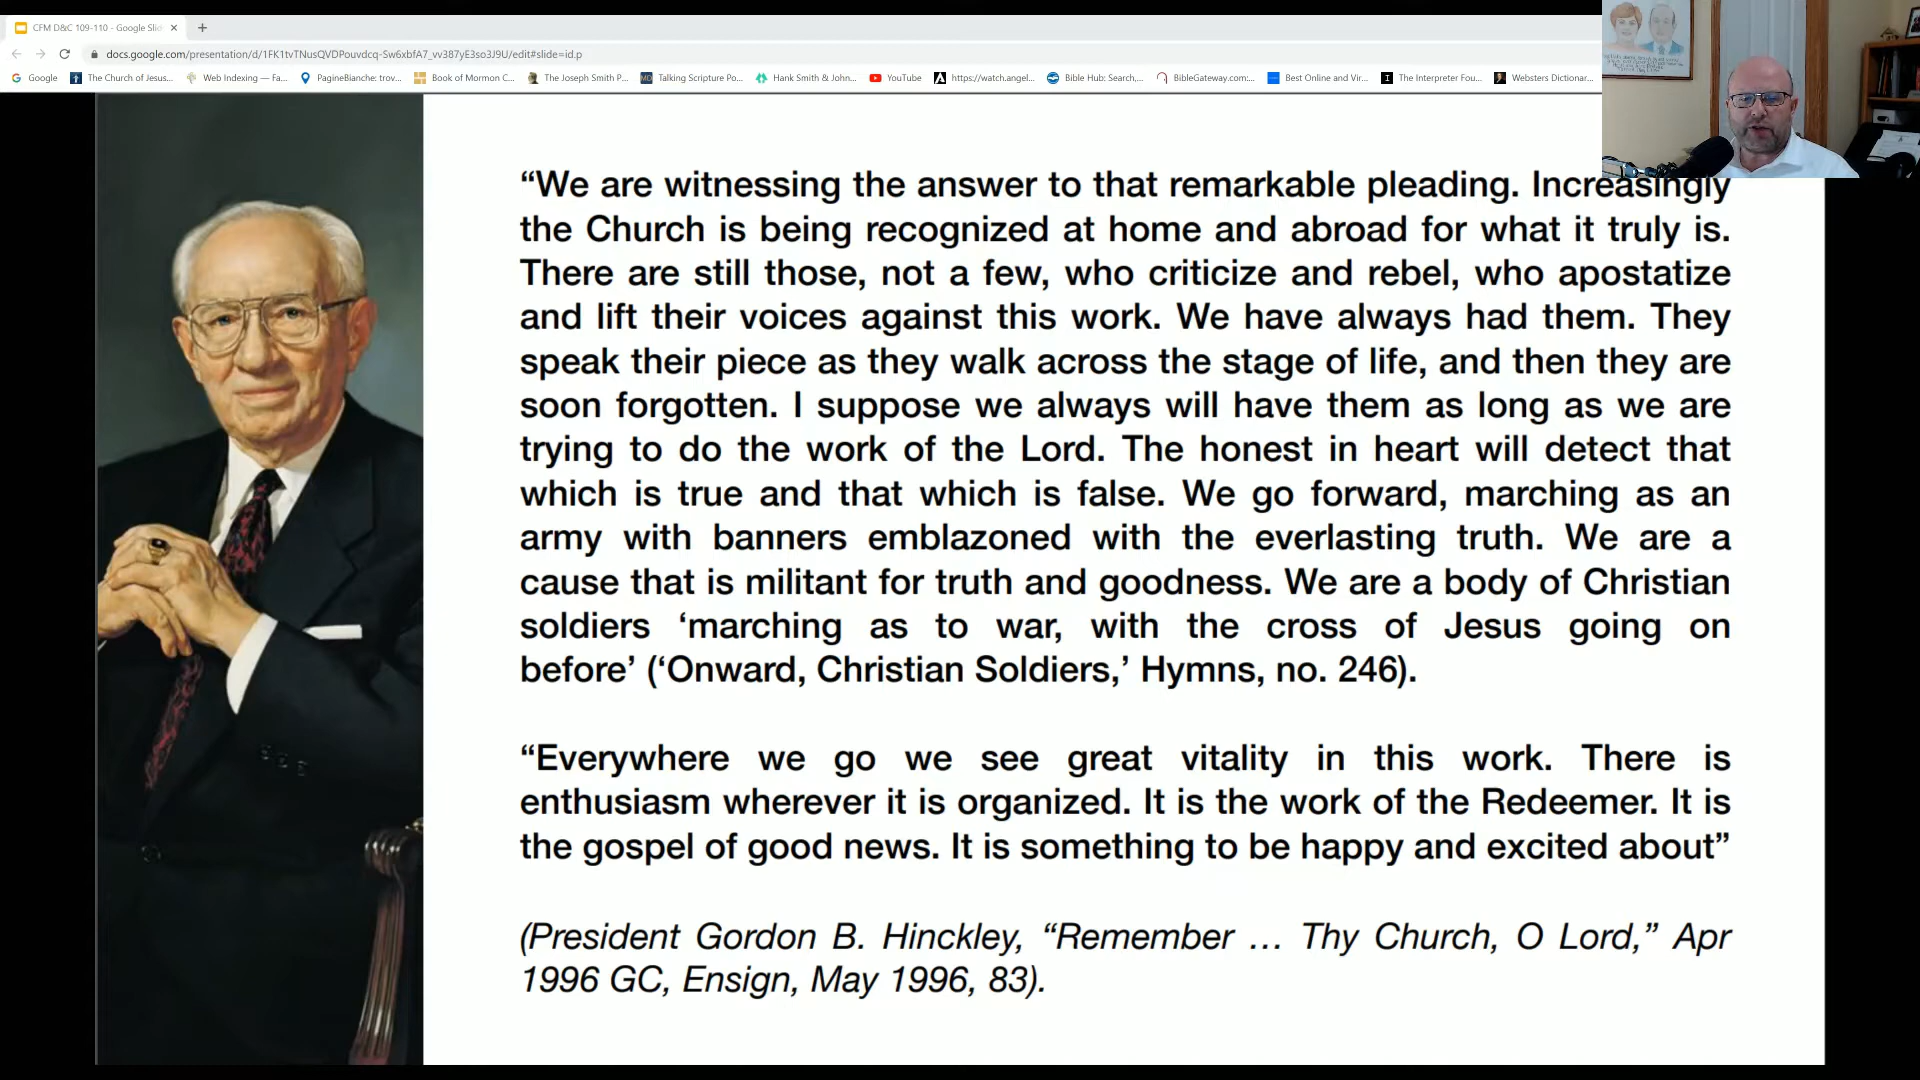 CFM D&C 109-110 - Google Slid
docs.google.com/presentation/d/1FK1tvTNusQVDPouvdcq-Sw6xbfA7_vv387yE3so3J9U/edit#slide=id.p
Google The Church of Jesus... Web Indexing — Fa... PagineBianche: trov... Book of Mormon C... The Joseph Smith P... Talking Scripture Po... Hank Smith & John... YouTube https://watch.angel... Bible Hub: Search,... BibleGateway.com:... Best Online and Vir... The Interpreter Fou... Websters Dictionar...
“We are witnessing the answer to that remarkable pleading. Increasingly
the Church is being recognized at home and abroad for what it truly is.
There are still those, not a few, who criticize and rebel, who apostatize
and lift their voices against this work. We have always had them. They
speak their piece as they walk across the stage of life, and then they are
soon forgotten. I suppose we always will have them as long as we are
trying to do the work of the Lord. The honest in heart will detect that
which is true and that which is false. We go forward, marching as an
army with banners emblazoned with the everlasting truth. We are a
cause that is militant for truth and goodness. We are a body of Christian
soldiers ‘marching as to war, with the cross of Jesus going on
before’ (‘Onward, Christian Soldiers,’ Hymns, no. 246).
“Everywhere we go we see great vitality in this work. There is
enthusiasm wherever it is organized. It is the work of the Redeemer. It is
the gospel of good news. It is something to be happy and excited about”
(President Gordon B. Hinckley, “Remember … Thy Church, O Lord,” Apr
1996 GC, Ensign, May 1996, 83).